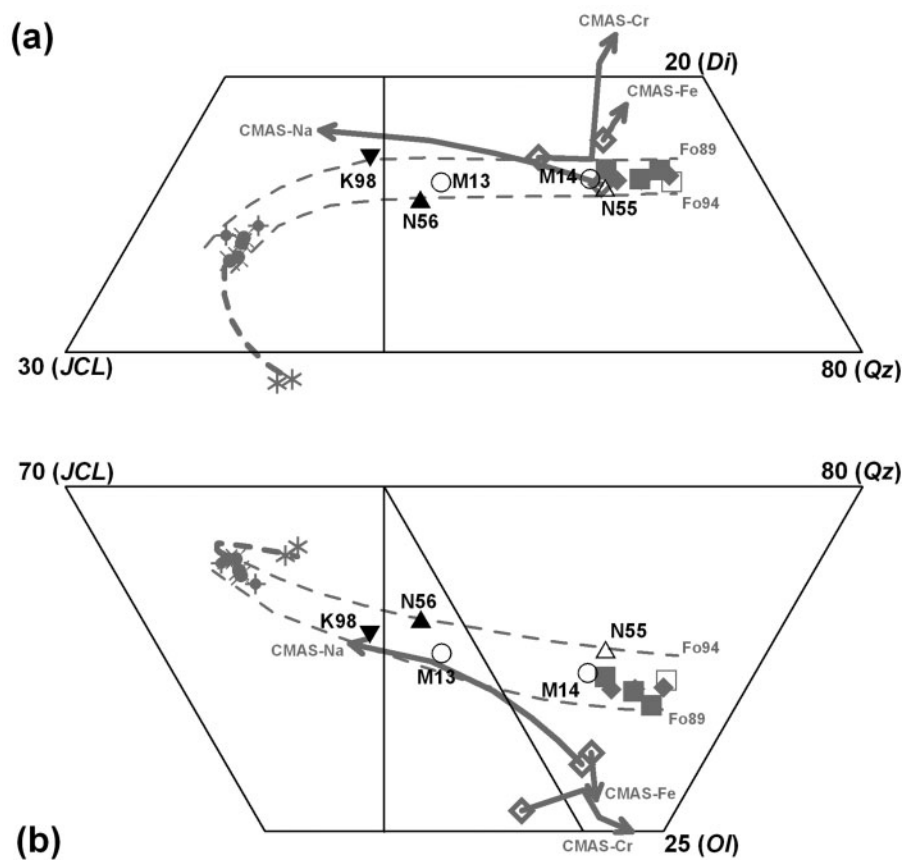 (a)
CMAS-Cr
20 (Di)
CMAS-Fe
CMAS-Na
Fo89
K98
M13
M14
N56
N55
Fo94
30 (JCL)
80 (Qz)
70 (JCL)
80 (Qz)
N56
K98
N55
Fo94
CMAS-Na
M13
M14
Fo89
CMAS-Fe
(b)
25 (Ol)
CMAS-Cr